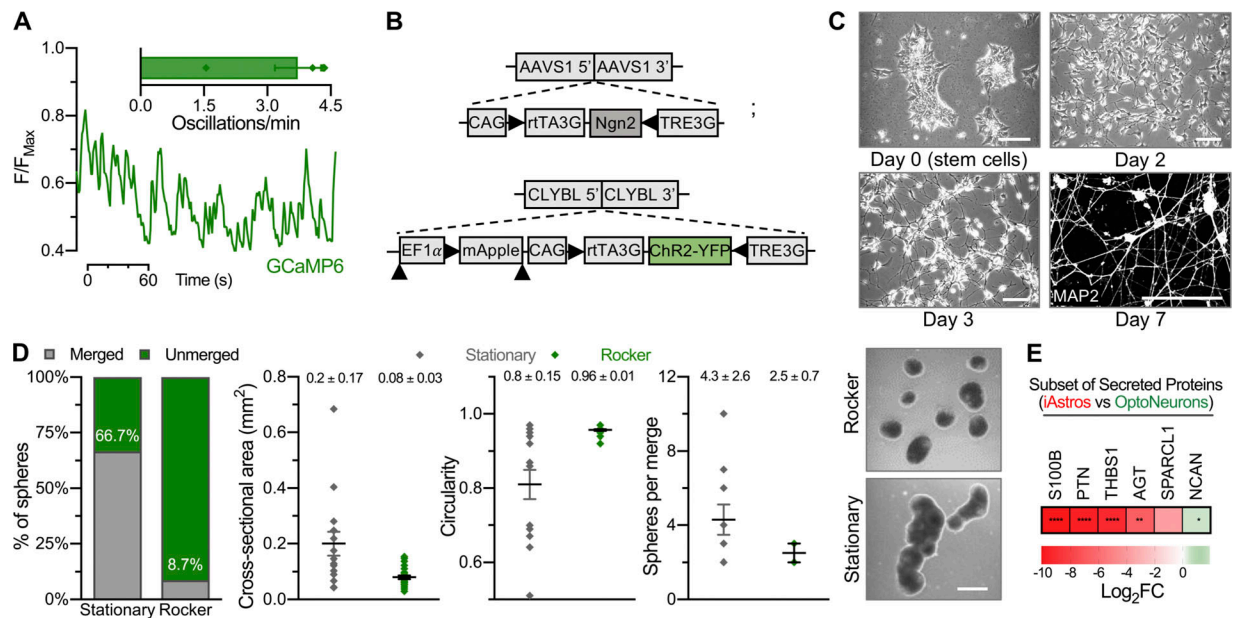 A
1.0
0.8
0.6
0.4
F/FMax
0.0 1.5 3.0 4.5
Oscillations/min
GCaMP6
0 60
Time (s)
B
AAVS1 5' AAVS1 3'
CAG rtTA3G Ngn2 TRE3G ;
CLYBL 5' CLYBL 3'
EF1α mApple CAG rtTA3G ChR2-YFP TRE3G
C
Day 0 (stem cells)
Day 2
Day 3
MAP2
Day 7
D
Merged Unmerged
100%
75%
50%
25%
0%
% of spheres
66.7%
8.7%
Stationary Rocker
Stationary Rocker
0.2 ± 0.17 0.08 ± 0.03
0.8
0.6
0.4
0.2
0.0
Cross-sectional area (mm2)
0.8 ± 0.15 0.96 ± 0.01
1.0
0.8
0.6
Circularity
4.3 ± 2.6 2.5 ± 0.7
12
8
4
0
Spheres per merge
Rocker
Stationary
E
Subset of Secreted Proteins
(iAstros vs OptoNeurons)
S100B PTN THBS1 AGT SPARCL1 NCAN
**** **** **** ** *
-10 -8 -6 -4 -2 0
Log2FC